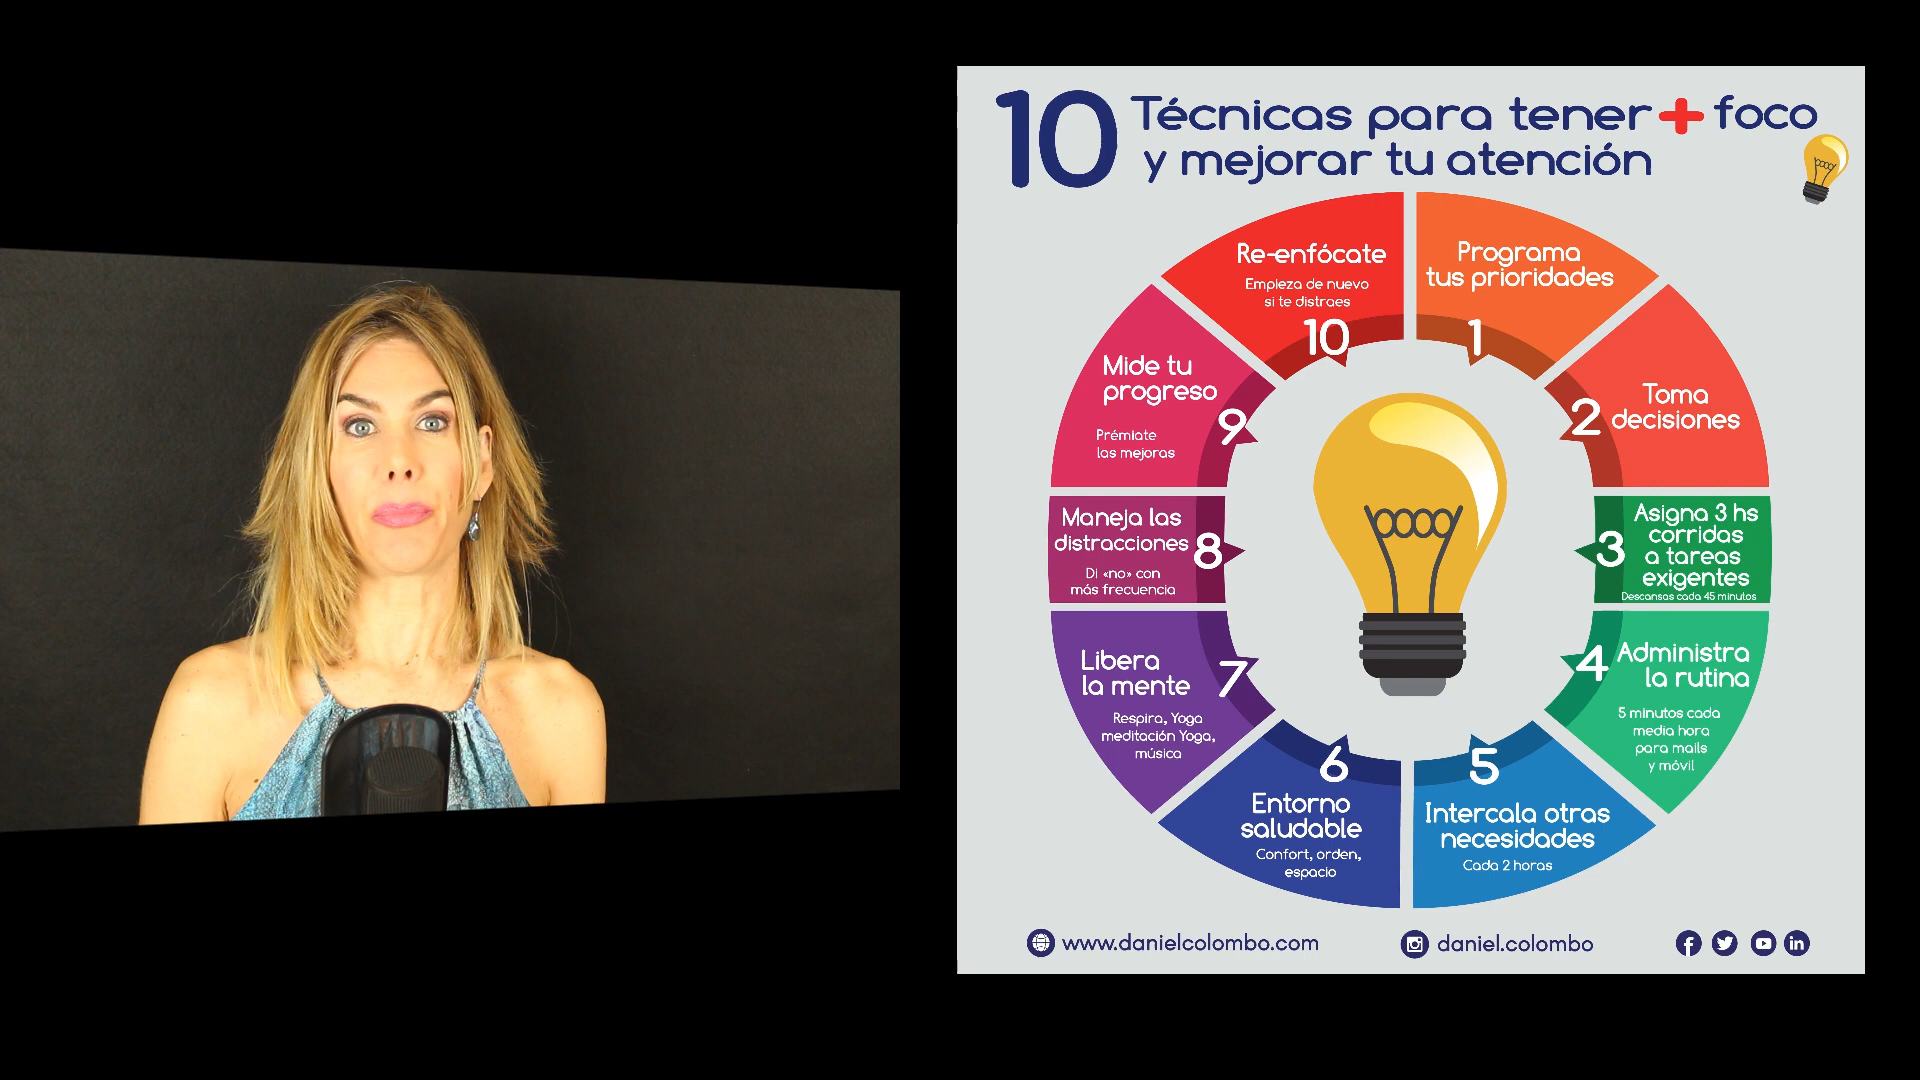 10
Técnicas para tener + foco
y mejorar tu atención
Programa
tus prioridades
1
Toma
decisiones
2
Asigna 3 hs
corridas
a tareas
exigentes
Descansos cada 45 minutos
3
Administra
la rutina
5 minutos cada
media hora
para mails
y móvil
4
5
Intercala otras
necesidades
Cada 2 horas
6
Entorno
saludable
Confort, orden,
espacio
Libera
la mente
7
Respira, Yoga
meditación Yoga,
música
Maneja las
distracciones
8
Di «no» con
más frecuencia
Mide tu
progreso
9
Prémiate
las mejoras
Re-enfócate
Empieza de nuevo
si te distraes
10
www.danielcolombo.com
daniel.colombo